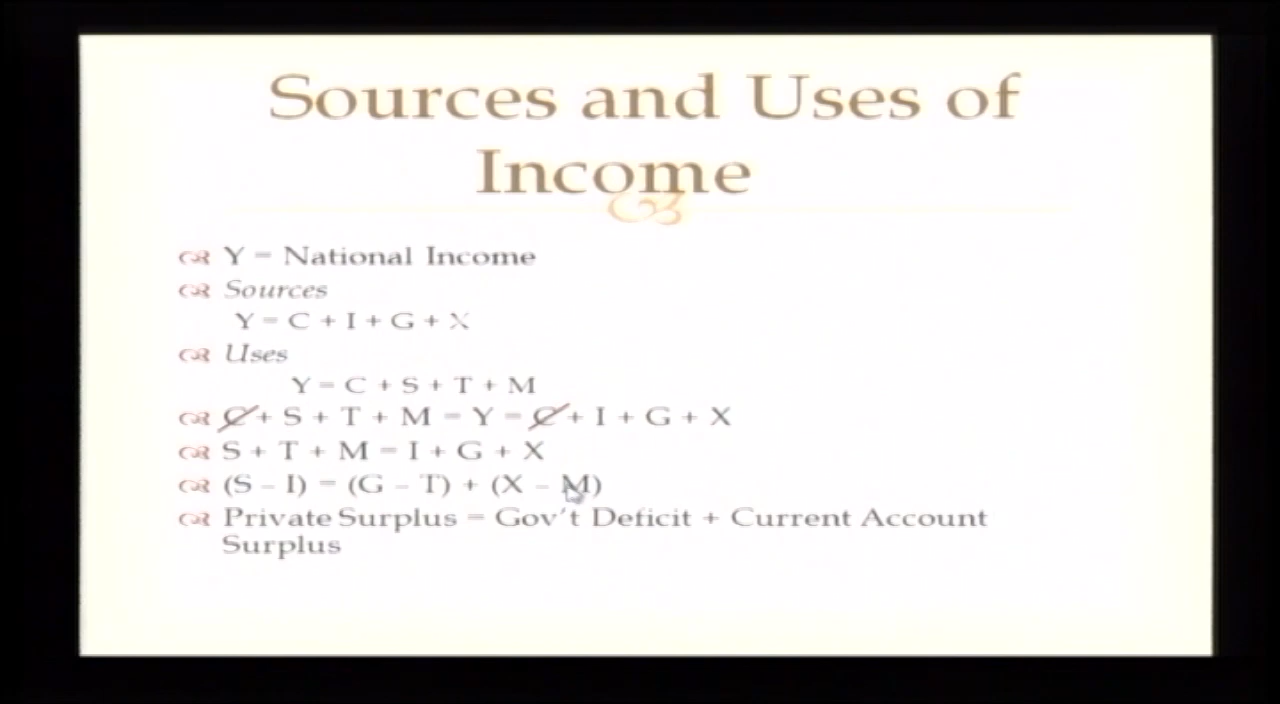 Sources and Uses of
Income
Y = National Income
Sources
Y = C + I + G + X
Uses
Y = C + S + T + M
C + S + T + M = Y = C + I + G + X
S + T + M = I + G + X
(S – I) = (G – T) + (X – M)
Private Surplus = Gov't Deficit + Current Account
Surplus